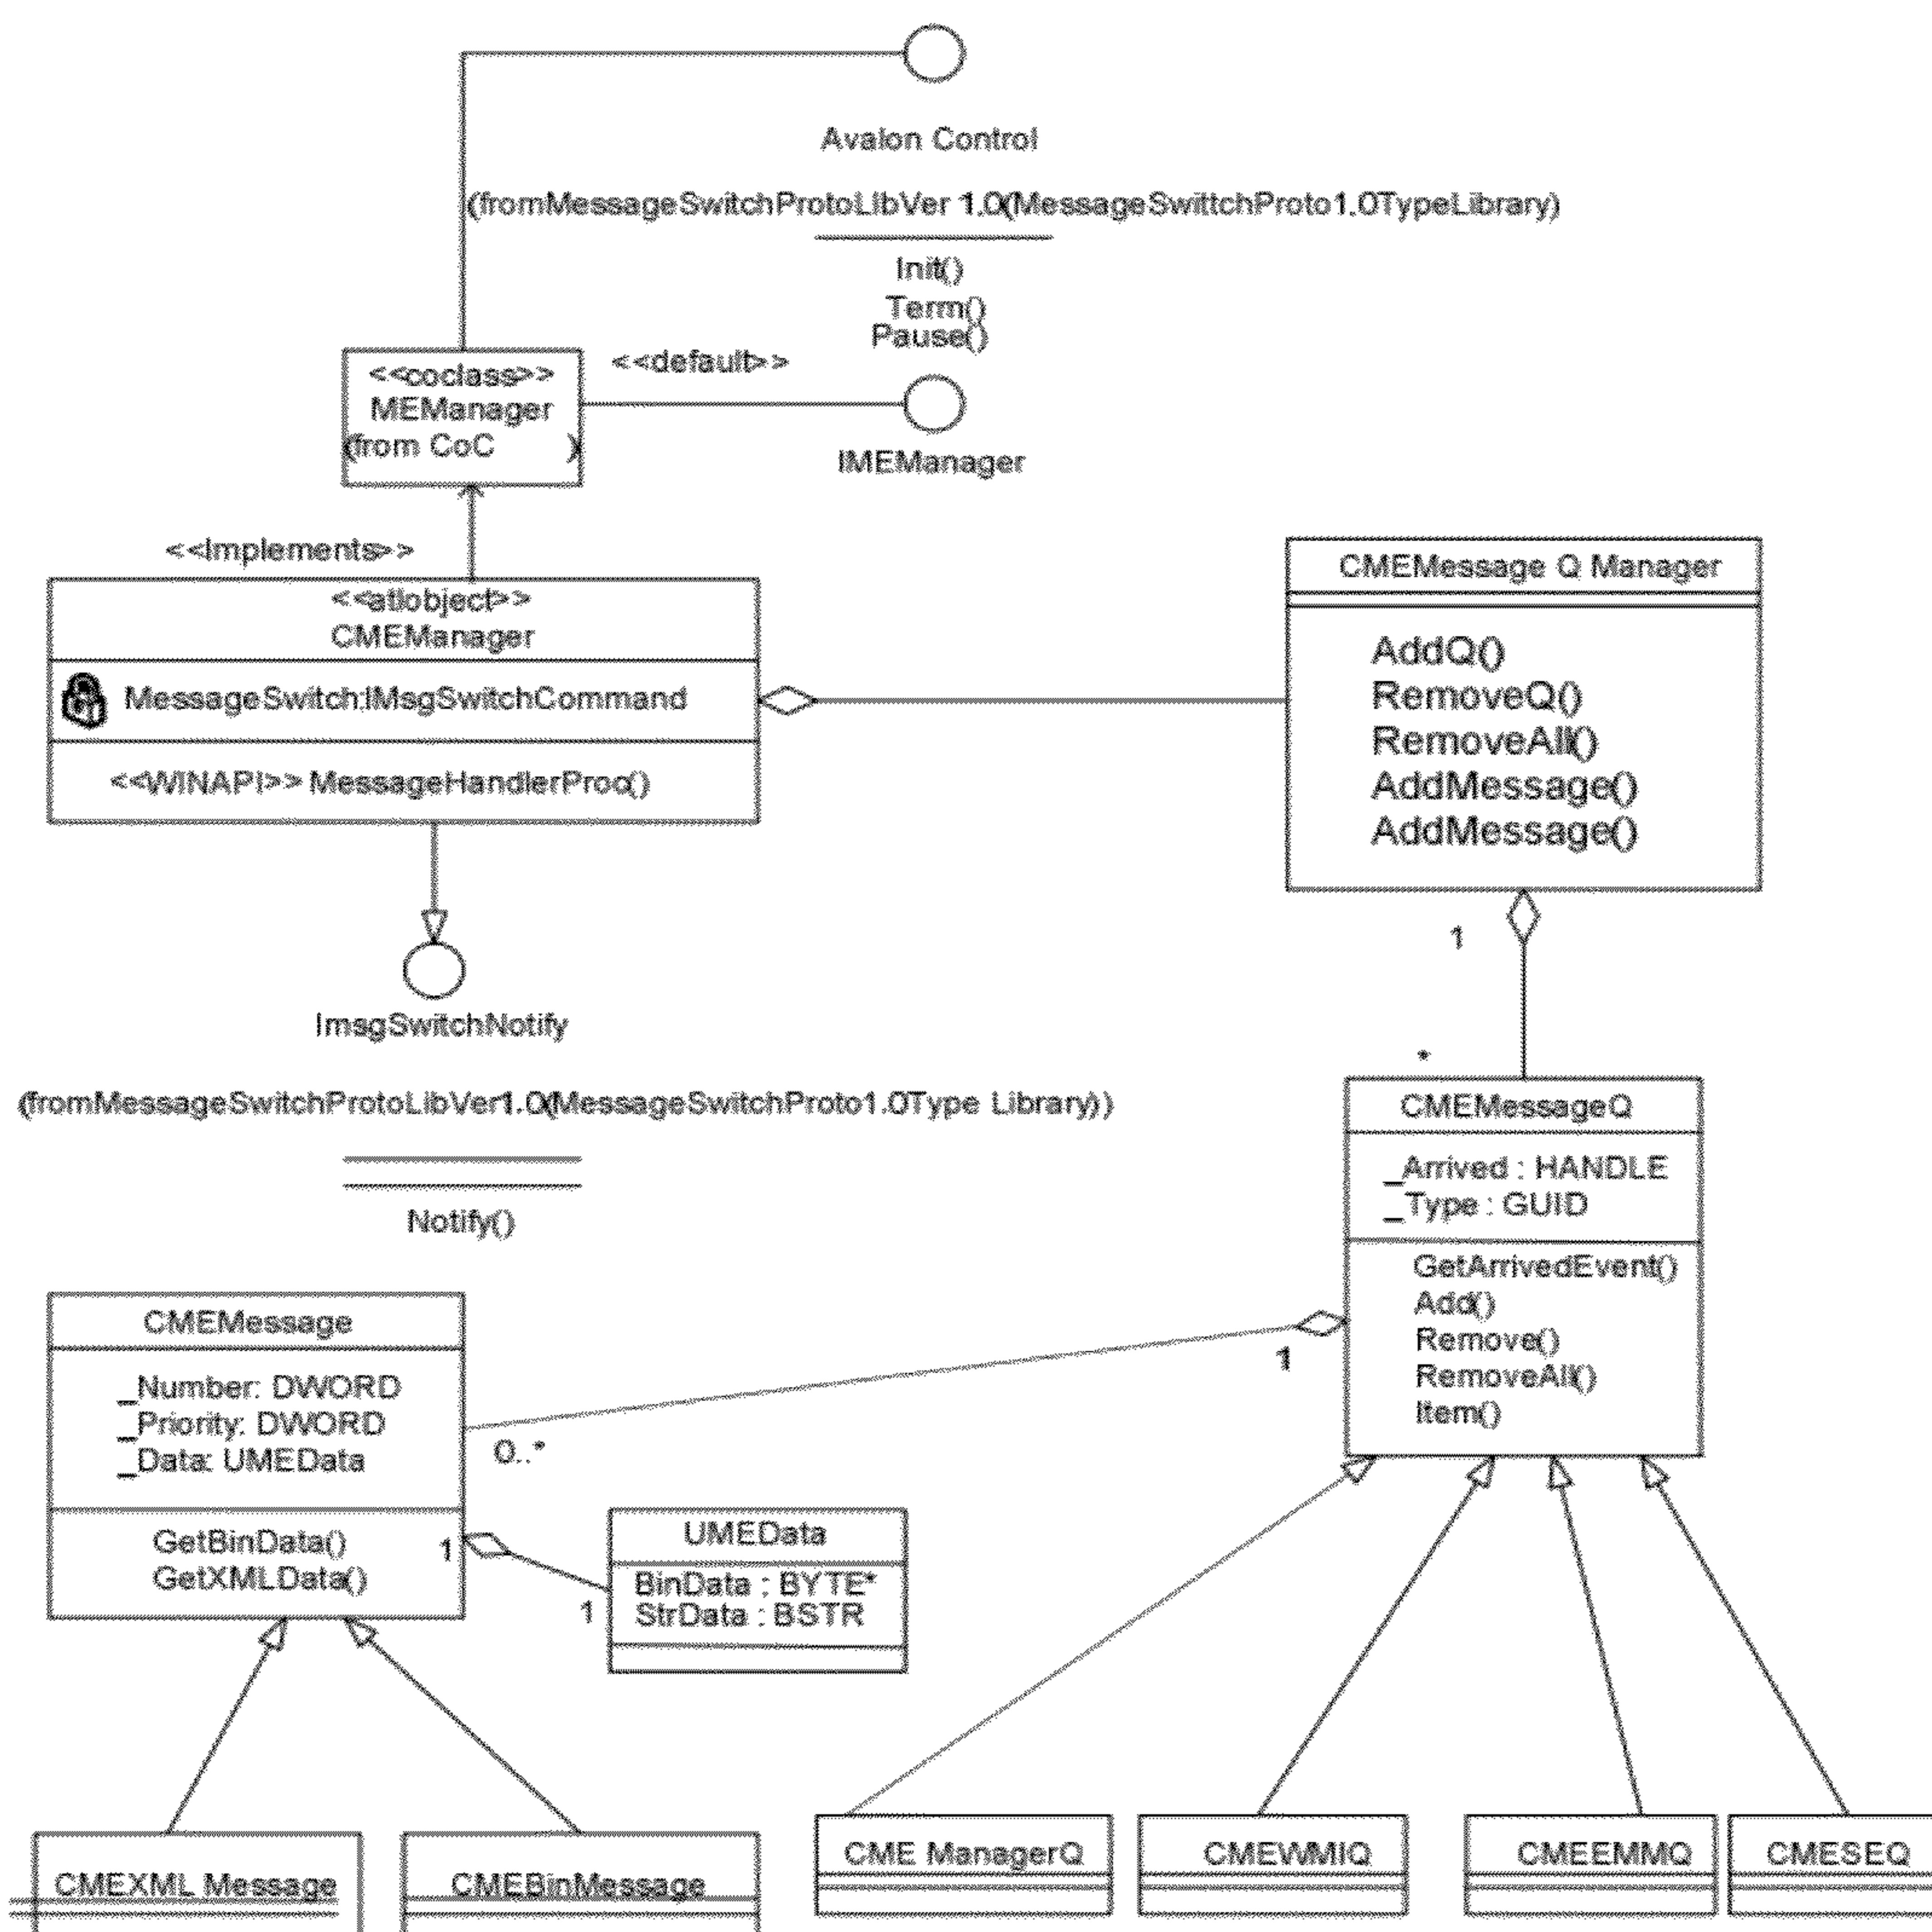 Avalon Control
(fromMessageSwitchProtoLibVer 1.0(MessageSwittchProto1.0TypeLibrary)
Init()
Term()
Pause()
<<default>>
<<coclass>>
MEManager
(from CoC )
IMEManager
<<Implements>>
<<atlobject>>
CMEManager
MessageSwitch:IMsgSwitchCommand
<<WINAPI>> MessageHandlerProc()
CMEMessage Q Manager
AddQ()
RemoveQ()
RemoveAll()
AddMessage()
AddMessage()
1
*
ImsgSwitchNotify
(fromMessageSwitchProtoLibVer1.0(MessageSwitchProto1.0Type Library))
Notify()
CMEMessageQ
_Arrived : HANDLE
_Type : GUID
GetArrivedEvent()
Add()
Remove()
RemoveAll()
Item()
1
0..*
CMEMessage
_Number: DWORD
_Priority: DWORD
_Data: UMEData
GetBinData()
GetXMLData()
1
1
UMEData
BinData : BYTE*
StrData : BSTR
CMEXML Message
CMEBinMessage
CME ManagerQ
CMEWMIQ
CMEEMMQ
CMESEQ